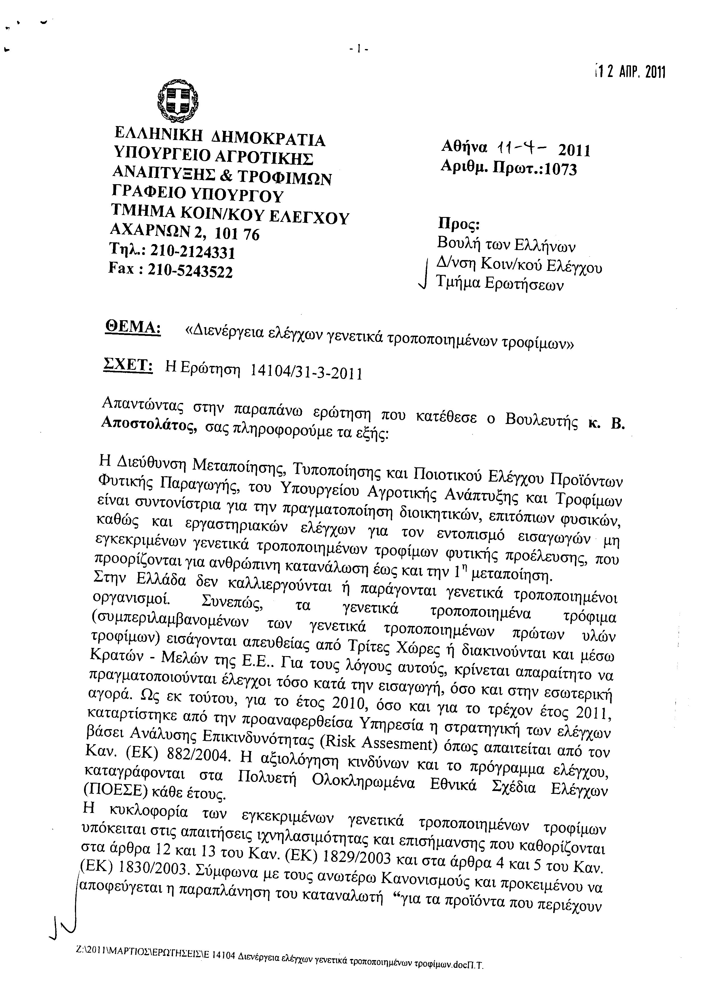 - 1 -
12 ΑΠΡ. 2011
ΕΛΛΗΝΙΚΗ ΔΗΜΟΚΡΑΤΙΑ
ΥΠΟΥΡΓΕΙΟ ΑΓΡΟΤΙΚΗΣ
ΑΝΑΠΤΥΞΗΣ & ΤΡΟΦΙΜΩΝ
ΓΡΑΦΕΙΟ ΥΠΟΥΡΓΟΥ
ΤΜΗΜΑ ΚΟΙΝ/ΚΟΥ ΕΛΕΓΧΟΥ
ΑΧΑΡΝΩΝ 2, 101 76
Τηλ.: 210-2124331
Fax : 210-5243522
Αθήνα 11-4- 2011
Αριθμ. Πρωτ.:1073
Προς:
Βουλή των Ελλήνων
Δ/νση Κοιν/κού Ελέγχου
Τμήμα Ερωτήσεων
ΘΕΜΑ: «Διενέργεια ελέγχων γενετικά τροποποιημένων τροφίμων»
ΣΧΕΤ: Η Ερώτηση 14104/31-3-2011
Απαντώντας στην παραπάνω ερώτηση που κατέθεσε ο Βουλευτής κ. Β.
Αποστολάτος, σας πληροφορούμε τα εξής:
Η Διεύθυνση Μεταποίησης, Τυποποίησης και Ποιοτικού Ελέγχου Προϊόντων
Φυτικής Παραγωγής, του Υπουργείου Αγροτικής Ανάπτυξης και Τροφίμων
είναι συντονίστρια για την πραγματοποίηση διοικητικών, επιτόπιων φυσικών,
καθώς και εργαστηριακών ελέγχων για τον εντοπισμό εισαγωγών μη
εγκεκριμένων γενετικά τροποποιημένων τροφίμων φυτικής προέλευσης, που
προορίζονται για ανθρώπινη κατανάλωση έως και την 1η μεταποίηση.
Στην Ελλάδα δεν καλλιεργούνται ή παράγονται γενετικά τροποποιημένοι
οργανισμοί. Συνεπώς, τα γενετικά τροποποιημένα τρόφιμα
(συμπεριλαμβανομένων των γενετικά τροποποιημένων πρώτων υλών
τροφίμων) εισάγονται απευθείας από Τρίτες Χώρες ή διακινούνται και μέσω
Κρατών - Μελών της Ε.Ε.. Για τους λόγους αυτούς, κρίνεται απαραίτητο να
πραγματοποιούνται έλεγχοι τόσο κατά την εισαγωγή, όσο και στην εσωτερική
αγορά. Ως εκ τούτου, για το έτος 2010, όσο και για το τρέχον έτος 2011,
καταρτίστηκε από την προαναφερθείσα Υπηρεσία η στρατηγική των ελέγχων
βάσει Ανάλυσης Επικινδυνότητας (Risk Assesment) όπως απαιτείται από τον
Καν. (ΕΚ) 882/2004. Η αξιολόγηση κινδύνων και το πρόγραμμα ελέγχου,
καταγράφονται στα Πολυετή Ολοκληρωμένα Εθνικά Σχέδια Ελέγχων
(ΠΟΕΣΕ) κάθε έτους.
Η κυκλοφορία των εγκεκριμένων γενετικά τροποποιημένων τροφίμων
υπόκειται στις απαιτήσεις ιχνηλασιμότητας και επισήμανσης που καθορίζονται
στα άρθρα 12 και 13 του Καν. (ΕΚ) 1829/2003 και στα άρθρα 4 και 5 του Καν.
(ΕΚ) 1830/2003. Σύμφωνα με τους ανωτέρω Κανονισμούς και προκειμένου να
αποφεύγεται η παραπλάνηση του καταναλωτή “για τα προϊόντα που περιέχουν
Z:\2011\ΜΑΡΤΙΟΣ\ΕΡΩΤΗΣΕΙΣ\Ε 14104 Διενέργεια ελέγχων γενετικά τροποποιημένων τροφίμων.docΠ.Τ.